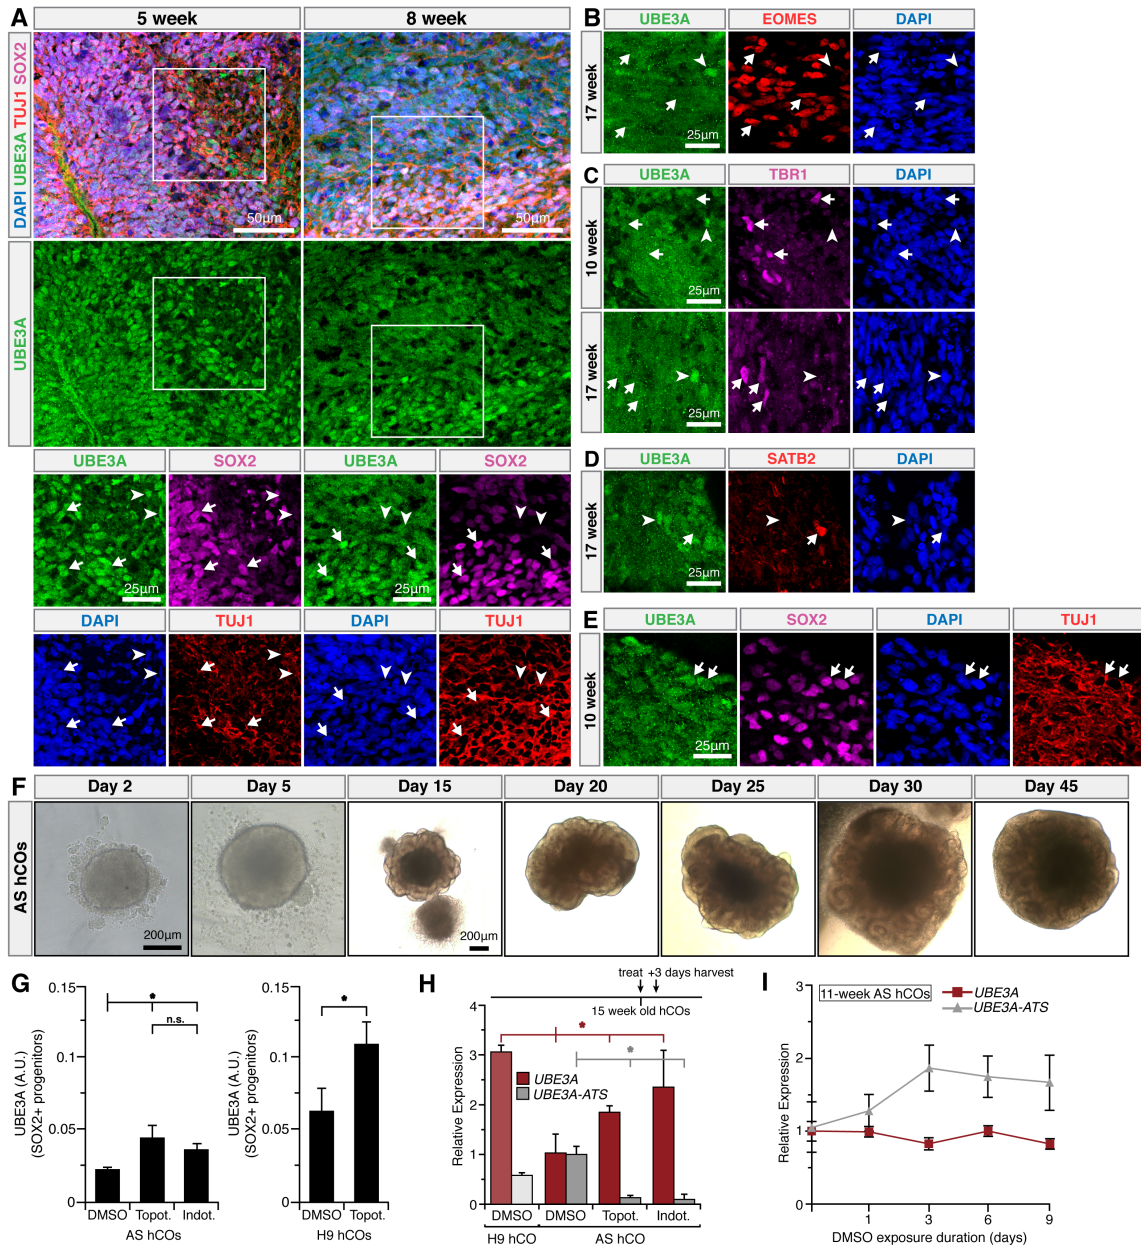 A
5 week
8 week
DAPI UBE3A TUJ1 SOX2
50µm
50µm
UBE3A
UBE3A
SOX2
UBE3A
SOX2
25µm
25µm
DAPI
TUJ1
DAPI
TUJ1
B
UBE3A
EOMES
DAPI
17 week
25µm
C
UBE3A
TBR1
DAPI
10 week
25µm
17 week
25µm
D
UBE3A
SATB2
DAPI
17 week
25µm
E
UBE3A
SOX2
DAPI
TUJ1
10 week
25µm
F
Day 2
Day 5
Day 15
Day 20
Day 25
Day 30
Day 45
AS hCOs
200µm
200µm
G
UBE3A (A.U.)
(SOX2+ progenitors)
0.15
0.1
0.05
0
*
n.s.
DMSO
Topot.
Indot.
AS hCOs
UBE3A (A.U.)
(SOX2+ progenitors)
0.15
0.1
0.05
0
*
DMSO
Topot.
H9 hCOs
H
treat +3 days harvest
15 week old hCOs
Relative Expression
4
3
2
1
0
*
*
UBE3A
UBE3A-ATS
DMSO
DMSO
Topot.
Indot.
H9 hCO
AS hCO
I
11-week AS hCOs
UBE3A
UBE3A-ATS
Relative Expression
3
2
1
0
1
3
6
9
DMSO exposure duration (days)